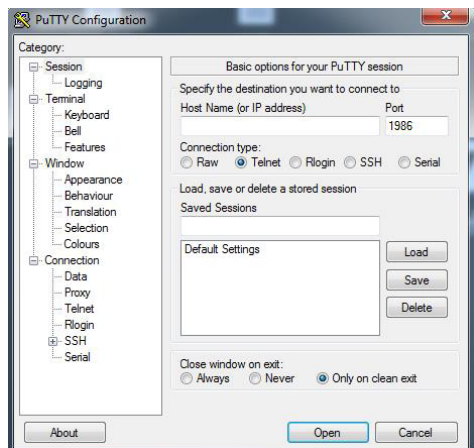 PuTTY Configuration
Category:
Session
Logging
Terminal
Keyboard
Bell
Features
Window
Appearance
Behaviour
Translation
Selection
Colours
Connection
Data
Proxy
Telnet
Rlogin
SSH
Serial
Basic options for your PuTTY session
Specify the destination you want to connect to
Host Name (or IP address) Port
1986
Connection type:
Raw Telnet Rlogin SSH Serial
Load, save or delete a stored session
Saved Sessions
Default Settings
Load
Save
Delete
Close window on exit:
Always Never Only on clean exit
About Open Cancel